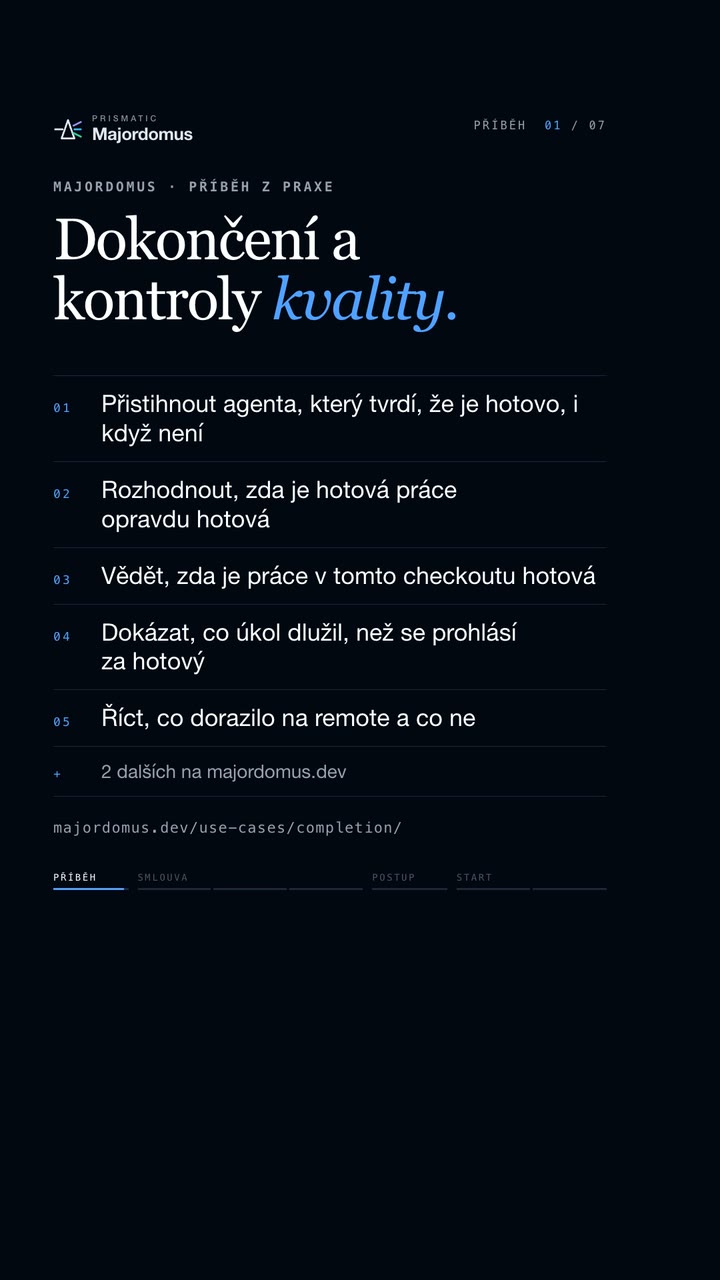 PRISMATIC
Majordomus
PŘÍBĚH 01 / 07
MAJORDOMUS · PŘÍBĚH Z PRAXE
Dokončení a
kontroly kvality.
01 Přistihnout agenta, který tvrdí, že je hotovo, i
když není
02 Rozhodnout, zda je hotová práce
opravdu hotová
03 Vědět, zda je práce v tomto checkoutu hotová
04 Dokázat, co úkol dlužil, než se prohlásí
za hotový
05 Říct, co dorazilo na remote a co ne
+ 2 dalších na majordomus.dev
majordomus.dev/use-cases/completion/
PŘÍBĚH SMLOUVA POSTUP START